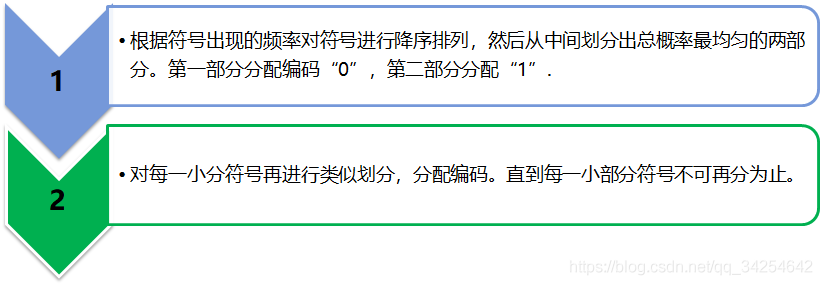 1
• 根据符号出现的频率对符号进行降序排列，然后从中间划分出总概率最均匀的两部
分。第一部分分配编码“0”，第二部分分配“1”.
2
• 对每一小分符号再进行类似划分，分配编码。直到每一小部分符号不可再分为止。
https://blog.csdn.net/qq_34254642